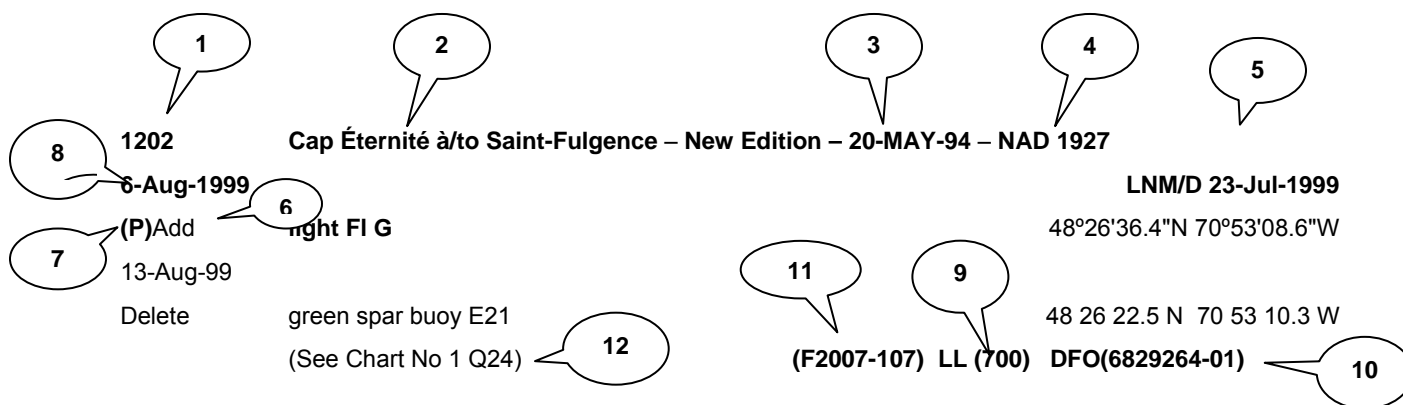 1 2 3 4 5
1202 Cap Éternité à/to Saint-Fulgence – New Edition – 20-MAY-94 – NAD 1927
8
6-Aug-1999 LNM/D 23-Jul-1999
6
(P)Add light Fl G 48º26'36.4"N 70º53'08.6"W
7 11 9
13-Aug-99
Delete green spar buoy E21 48 26 22.5 N 70 53 10.3 W
12
(See Chart No 1 Q24) (F2007-107) LL (700) DFO(6829264-01)
10